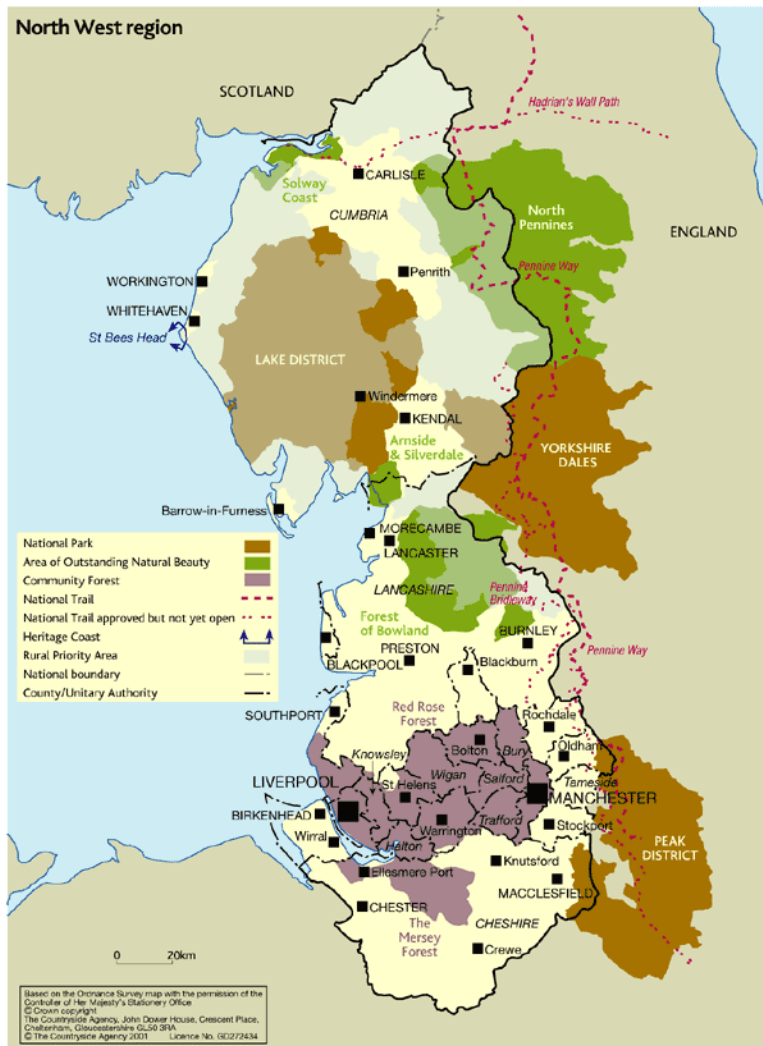 North West region
SCOTLAND
Hadrian's Wall Path
CARLISLE
Solway
Coast
CUMBRIA
North
Pennines
ENGLAND
Penrith
Pennine Way
WORKINGTON
WHITEHAVEN
St Bees Head
LAKE DISTRICT
Windermere
KENDAL
Arnside
& Silverdale
YORKSHIRE
DALES
Barrow-in-Furness
MORECAMBE
LANCASTER
LANCASHIRE
Pennine
Bridleway
Forest
of Bowland
BURNLEY
PRESTON
BLACKPOOL
Blackburn
Pennine Way
National Park
Area of Outstanding Natural Beauty
Community Forest
National Trail
National Trail approved but not yet open
Heritage Coast
Rural Priority Area
National boundary
County/Unitary Authority
SOUTHPORT
Red Rose
Forest
Rochdale
Bolton
Bury
Oldham
Knowsley
Wigan
Salford
Tameside
LIVERPOOL
St Helens
MANCHESTER
BIRKENHEAD
Warrington
Trafford
Stockport
Wirral
Halton
PEAK
DISTRICT
Knutsford
Ellesmere Port
MACCLESFIELD
CHESTER
CHESHIRE
The
Mersey
Forest
Crewe
0 20km
Based on the Ordnance Survey map with the permission of the
Controller of Her Majesty's Stationery Office
© Crown copyright
The Countryside Agency, John Dower House, Crescent Place,
Cheltenham, Gloucestershire GL50 3RA
© The Countryside Agency 2001 Licence No. GD272434